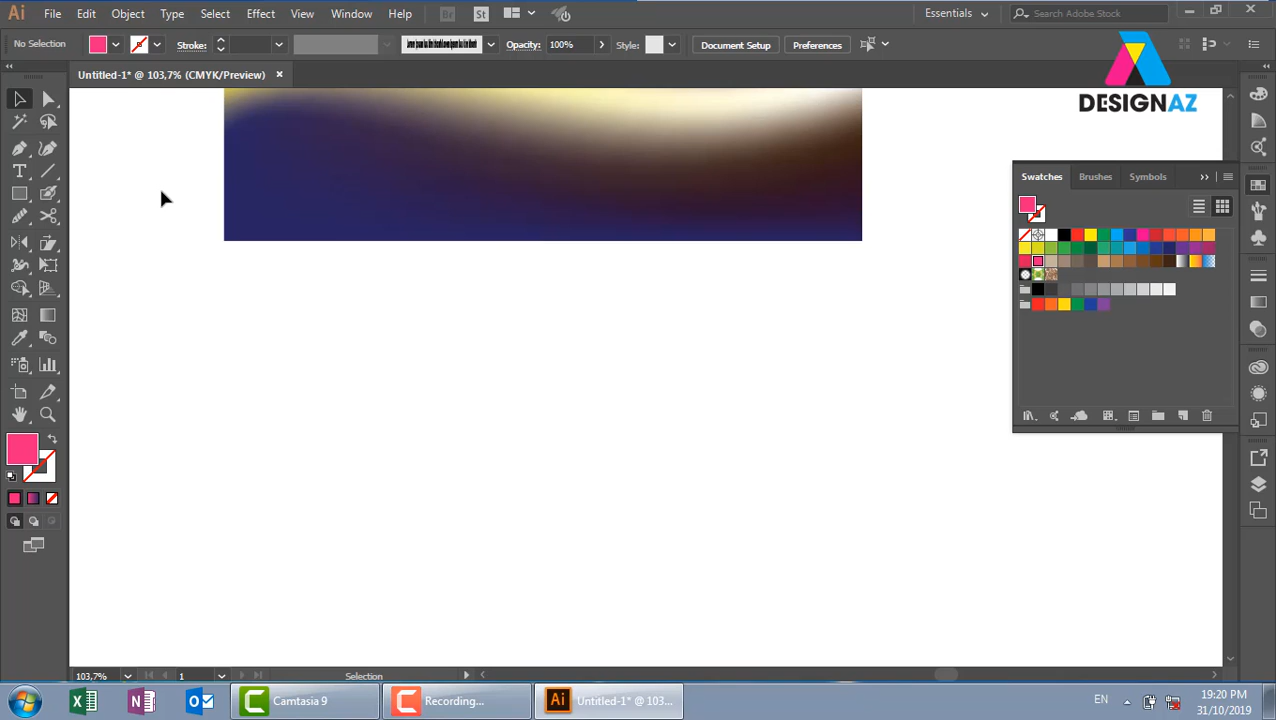 Ai File Edit Object Type Select Effect View Window Help Br St Essentials Search Adobe Stock
No Selection Stroke: Opacity: 100% Style: Document Setup Preferences
Untitled-1* @ 103,7% (CMYK/Preview)
DESIGNAZ
Swatches Brushes Symbols
103,7% 1 Selection
Camtasia 9 Recording... Ai Untitled-1* @ 103... EN 19:20 PM
31/10/2019